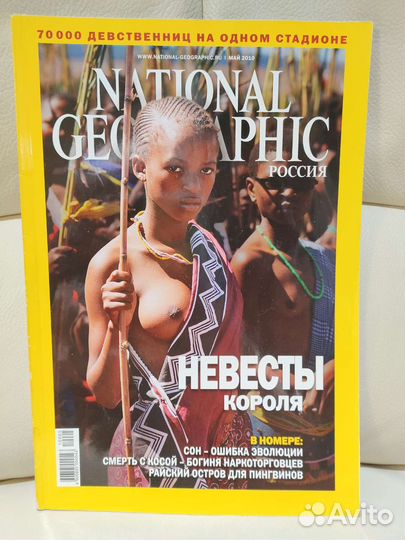 70 000 ДЕВСТВЕННИЦ НА ОДНОМ СТАДИОНЕ
WWW.NATIONAL-GEOGRAPHIC.RU | МАЙ 2010
NATIONAL
GEOGRAPHIC
РОССИЯ
НЕВЕСТЫ
КОРОЛЯ
В НОМЕРЕ:
СОН – ОШИБКА ЭВОЛЮЦИИ
СМЕРТЬ С КОСОЙ – БОГИНЯ НАРКОТОРГОВЦЕВ
РАЙСКИЙ ОСТРОВ ДЛЯ ПИНГВИНОВ
Avito